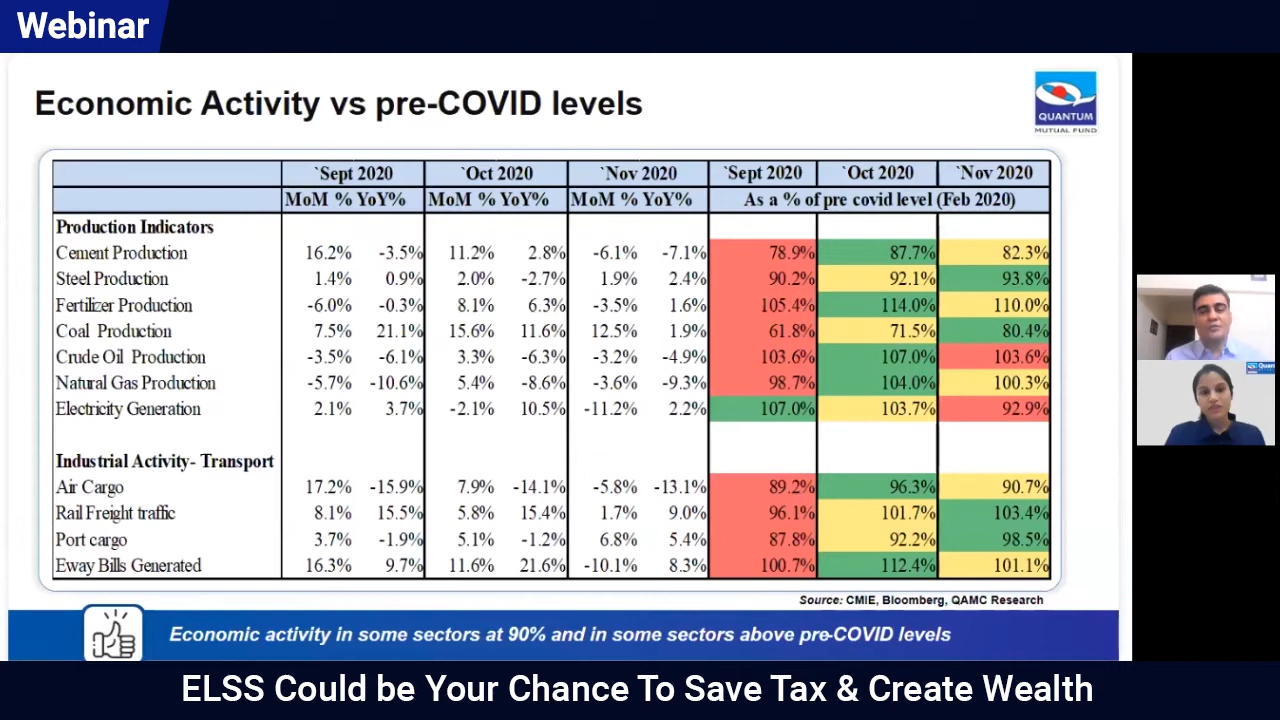 Webinar
Economic Activity vs pre-COVID levels
QUANTUM
MUTUAL FUND
`Sept 2020 `Oct 2020 `Nov 2020 `Sept 2020 `Oct 2020 `Nov 2020
MoM % YoY% MoM % YoY% MoM % YoY% As a % of pre covid level (Feb 2020)
Production Indicators
Cement Production 16.2% -3.5% 11.2% 2.8% -6.1% -7.1% 78.9% 87.7% 82.3%
Steel Production 1.4% 0.9% 2.0% -2.7% 1.9% 2.4% 90.2% 92.1% 93.8%
Fertilizer Production -6.0% -0.3% 8.1% 6.3% -3.5% 1.6% 105.4% 114.0% 110.0%
Coal Production 7.5% 21.1% 15.6% 11.6% 12.5% 1.9% 61.8% 71.5% 80.4%
Crude Oil Production -3.5% -6.1% 3.3% -6.3% -3.2% -4.9% 103.6% 107.0% 103.6%
Natural Gas Production -5.7% -10.6% 5.4% -8.6% -3.6% -9.3% 98.7% 104.0% 100.3%
Electricity Generation 2.1% 3.7% -2.1% 10.5% -11.2% 2.2% 107.0% 103.7% 92.9%
Industrial Activity- Transport
Air Cargo 17.2% -15.9% 7.9% -14.1% -5.8% -13.1% 89.2% 96.3% 90.7%
Rail Freight traffic 8.1% 15.5% 5.8% 15.4% 1.7% 9.0% 96.1% 101.7% 103.4%
Port cargo 3.7% -1.9% 5.1% -1.2% 6.8% 5.4% 87.8% 92.2% 98.5%
Eway Bills Generated 16.3% 9.7% 11.6% 21.6% -10.1% 8.3% 100.7% 112.4% 101.1%
Source: CMIE, Bloomberg, QAMC Research
Economic activity in some sectors at 90% and in some sectors above pre-COVID levels
ELSS Could be Your Chance To Save Tax & Create Wealth